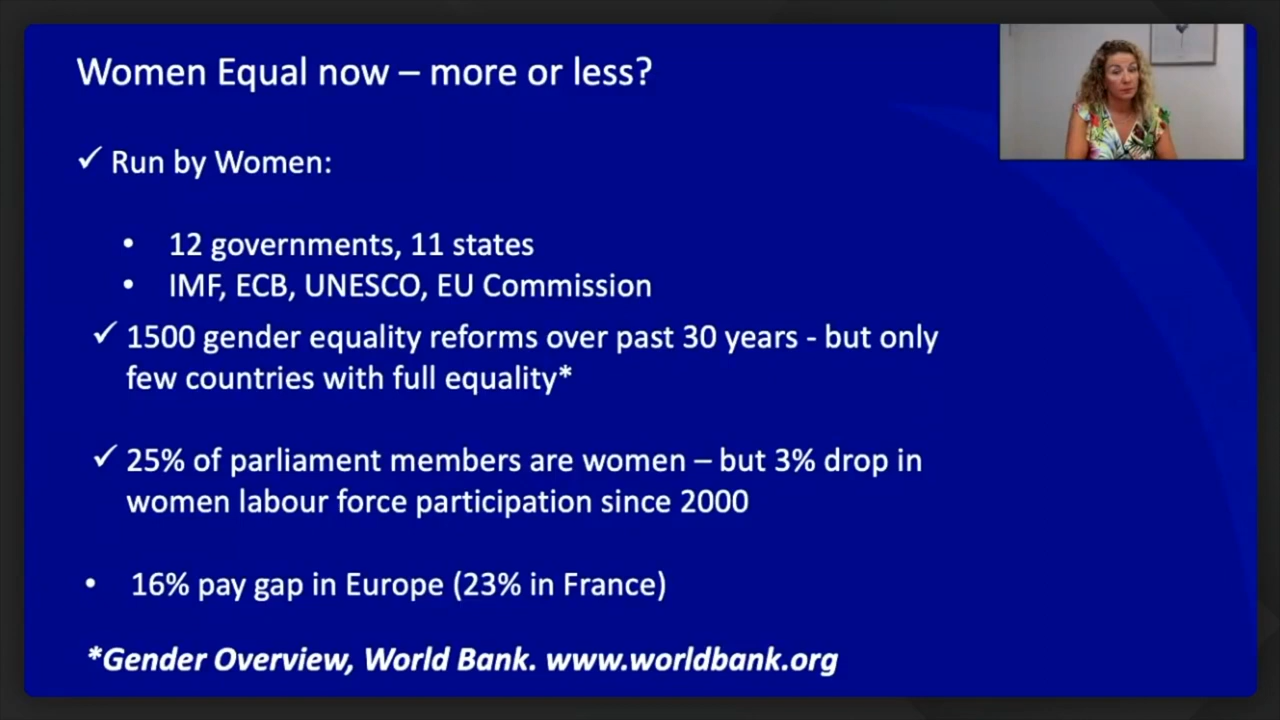 Women Equal now – more or less?
✓ Run by Women:
• 12 governments, 11 states
• IMF, ECB, UNESCO, EU Commission
✓ 1500 gender equality reforms over past 30 years - but only
few countries with full equality*
✓ 25% of parliament members are women – but 3% drop in
women labour force participation since 2000
• 16% pay gap in Europe (23% in France)
*Gender Overview, World Bank. www.worldbank.org